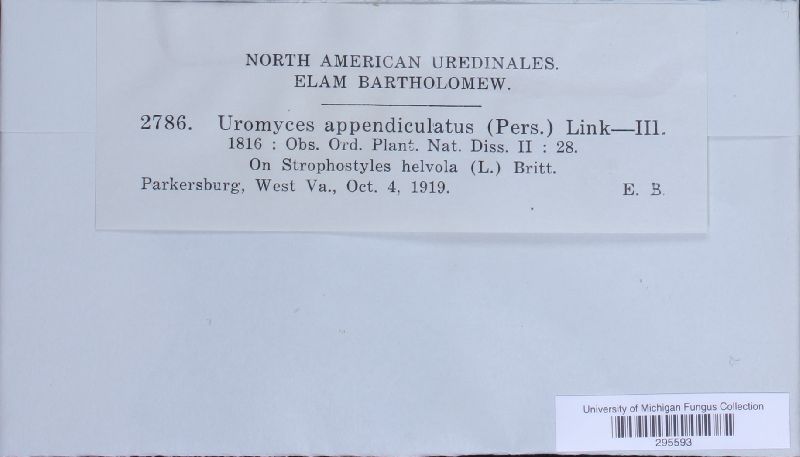 NORTH AMERICAN UREDINALES.
ELAM BARTHOLOMEW.
2786. Uromyces appendiculatus (Pers.) Link—III.
1816 : Obs. Ord. Plant. Nat. Diss. II : 28.
On Strophostyles helvola (L.) Britt.
Parkersburg, West Va., Oct. 4, 1919. E. B.
University of Michigan Fungus Collection
295593